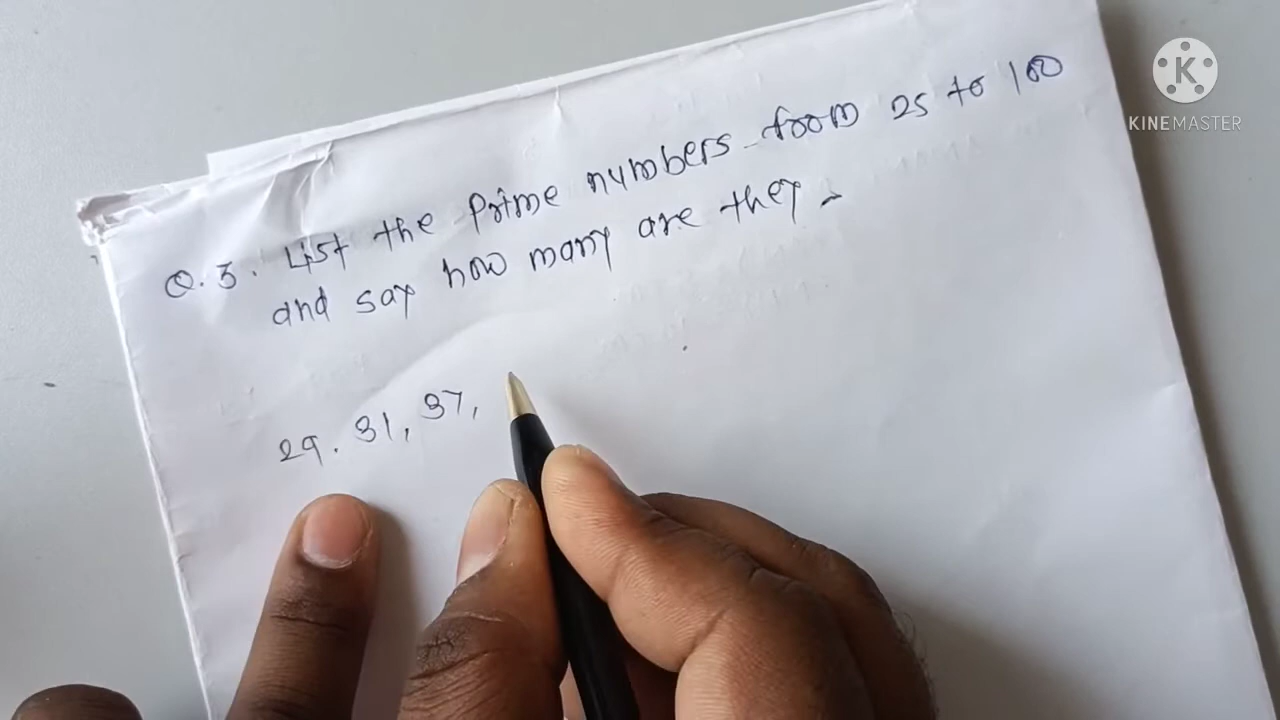 Q.3. List the Prime numbers from 25 to 100
and say how many are they.
29. 31, 37,
K
KINEMASTER